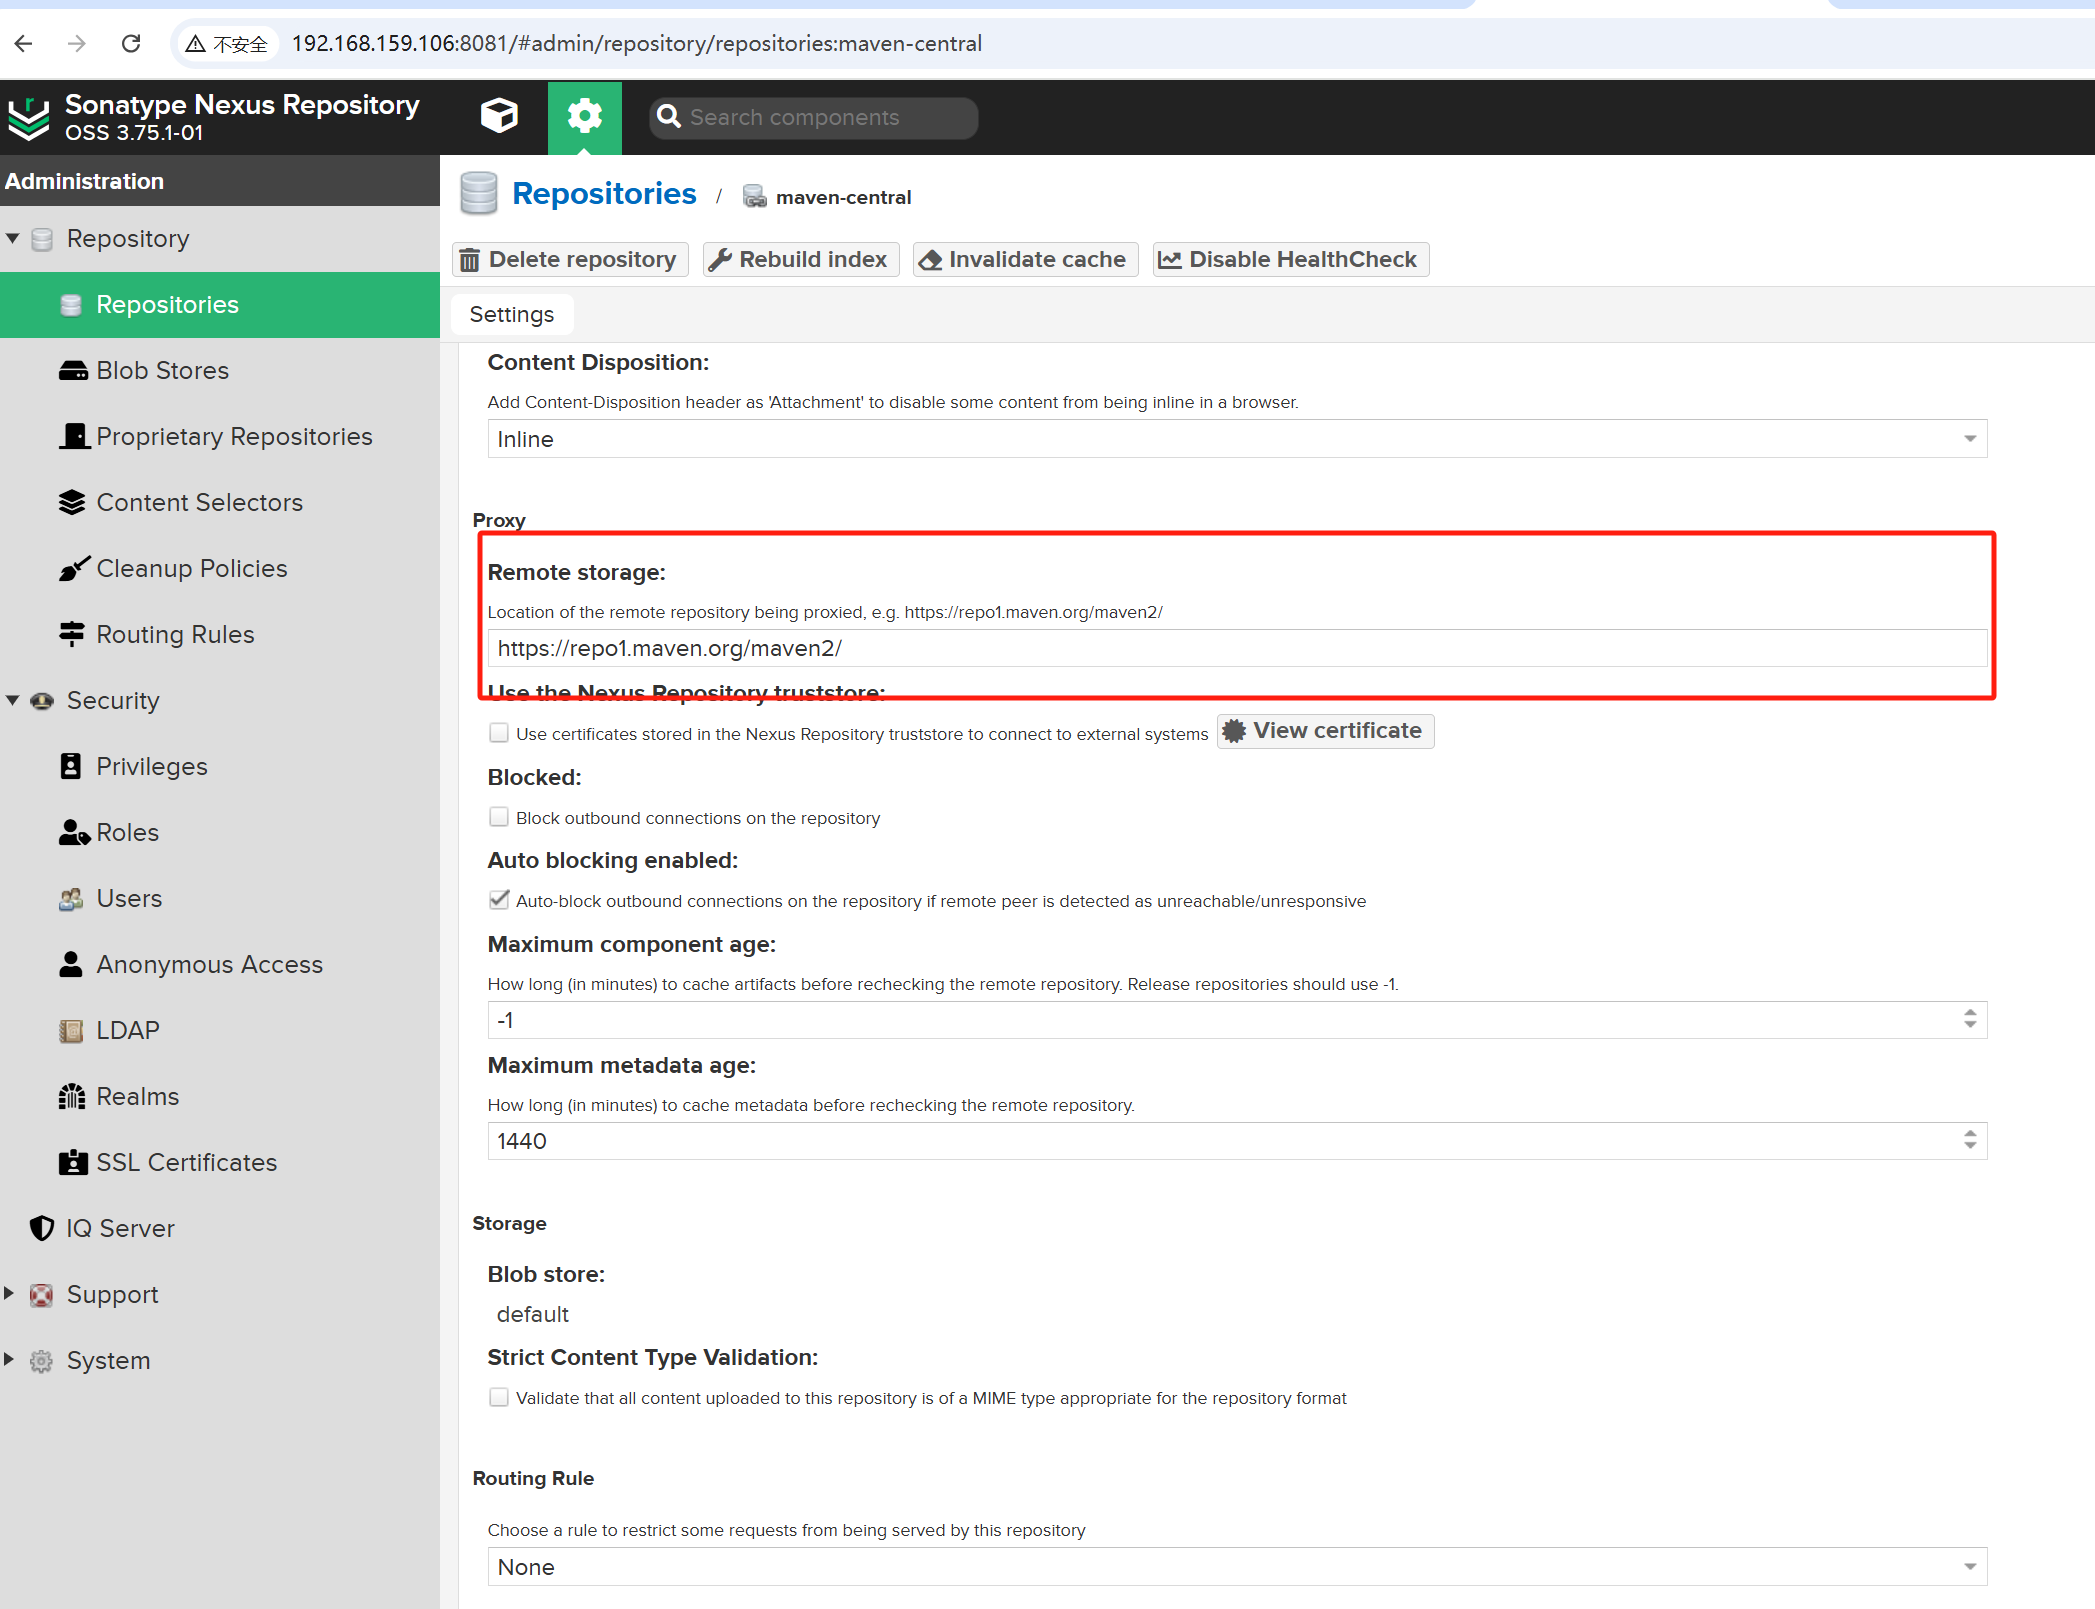 不安全 192.168.159.106:8081/#admin/repository/repositories:maven-central
Sonatype Nexus Repository
OSS 3.75.1-01
Search components
Administration
Repository
Repositories
Blob Stores
Proprietary Repositories
Content Selectors
Cleanup Policies
Routing Rules
Security
Privileges
Roles
Users
Anonymous Access
LDAP
Realms
SSL Certificates
IQ Server
Support
System
Repositories / maven-central
Delete repository Rebuild index Invalidate cache Disable HealthCheck
Settings
Content Disposition:
Add Content-Disposition header as 'Attachment' to disable some content from being inline in a browser.
Inline
Proxy
Remote storage:
Location of the remote repository being proxied, e.g. https://repo1.maven.org/maven2/
https://repo1.maven.org/maven2/
Use the Nexus Repository truststore:
Use certificates stored in the Nexus Repository truststore to connect to external systems View certificate
Blocked:
Block outbound connections on the repository
Auto blocking enabled:
Auto-block outbound connections on the repository if remote peer is detected as unreachable/unresponsive
Maximum component age:
How long (in minutes) to cache artifacts before rechecking the remote repository. Release repositories should use -1.
-1
Maximum metadata age:
How long (in minutes) to cache metadata before rechecking the remote repository.
1440
Storage
Blob store:
default
Strict Content Type Validation:
Validate that all content uploaded to this repository is of a MIME type appropriate for the repository format
Routing Rule
Choose a rule to restrict some requests from being served by this repository
None